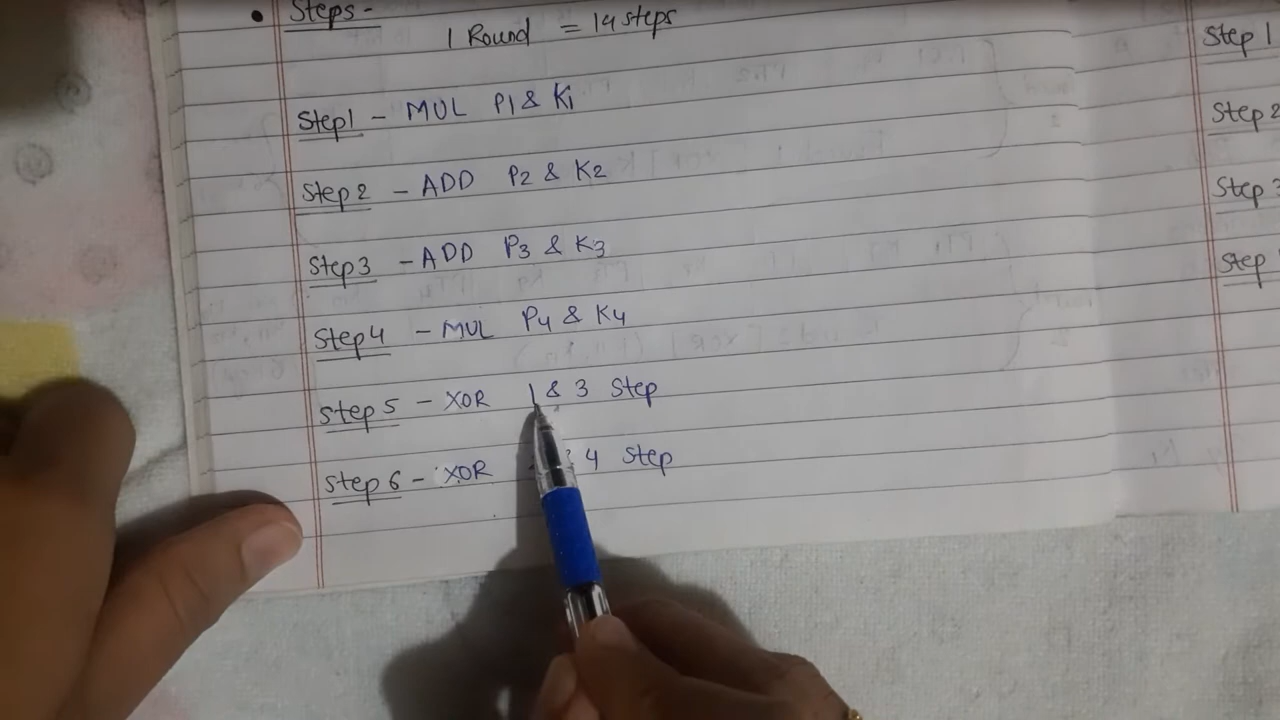 • Steps -
1 Round = 14 steps
Step1 - MUL P1 & K1
Step 2 - ADD P2 & K2
Step3 - ADD P3 & K3
Step4 - MUL P4 & K4
Step 5 - XOR 1 & 3 Step
Step 6 - XOR 4 Step
Step 1
Step 2
Step 3
Step